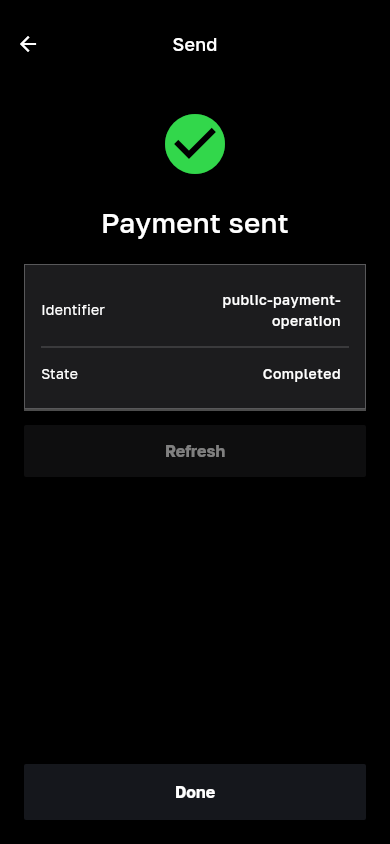 Send
Payment sent
Identifier
public-payment-
operation
State
Completed
Refresh
Done